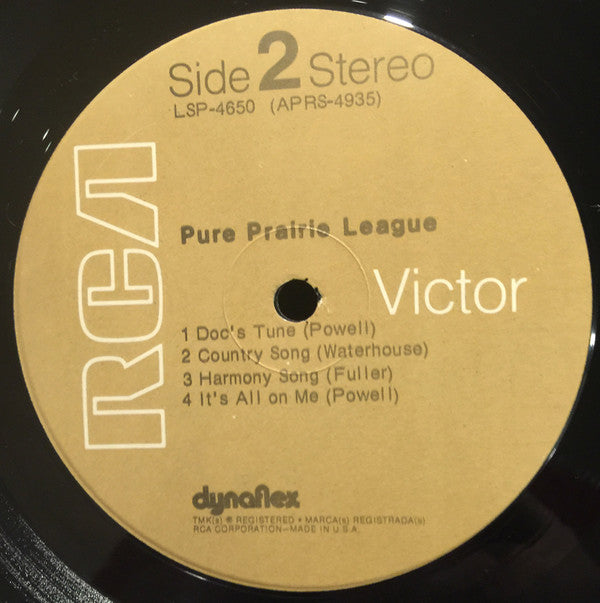 Side 2 Stereo
LSP-4650 (APRS-4935)
RCA
Pure Prairie League
Victor
1 Doc's Tune (Powell)
2 Country Song (Waterhouse)
3 Harmony Song (Fuller)
4 It's All on Me (Powell)
dynaflex
TMK(s) ® REGISTERED • MARCA(s) REGISTRADA(s)
RCA CORPORATION—MADE IN U.S.A.